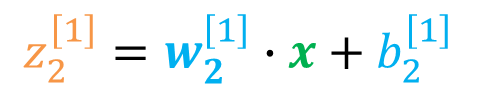 z₂^[1] = w₂^[1] · x + b₂^[1]